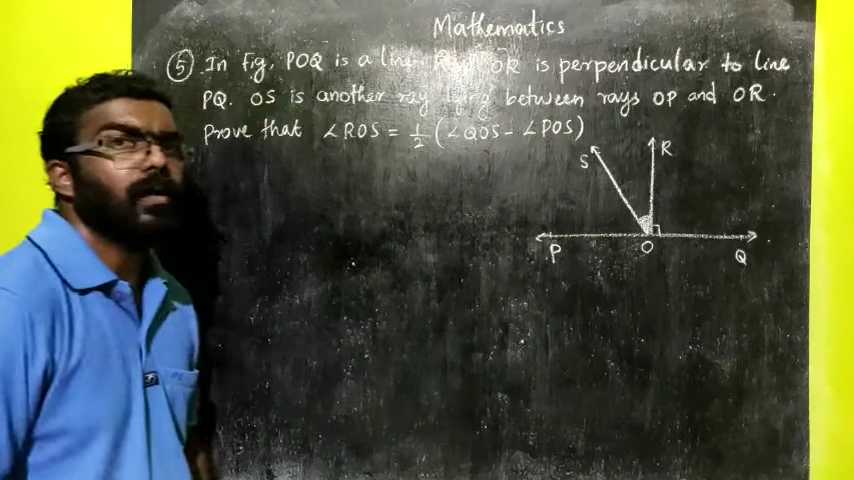 Mathematics
⑤ In Fig, POQ is a line. OR is perpendicular to line
PQ. OS is another ray lying between rays OP and OR.
Prove that ∠ROS = 1/2 (∠QOS - ∠POS)
S R
P O Q